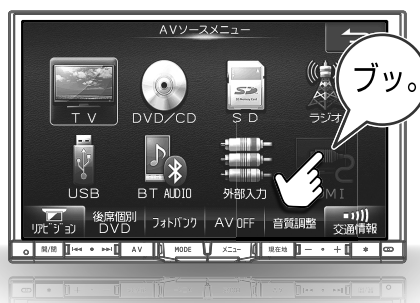 AVソースメニュー
ブッ。
TV
DVD/CD
SD
ラジオ
USB
BT AUDIO
外部入力
HDMI
リアビジョン
後席個別
DVD
フォトバンク
AV OFF
音質調整
交通情報
開/閉
AV
MODE
メニュー
現在地
－
＋
＊